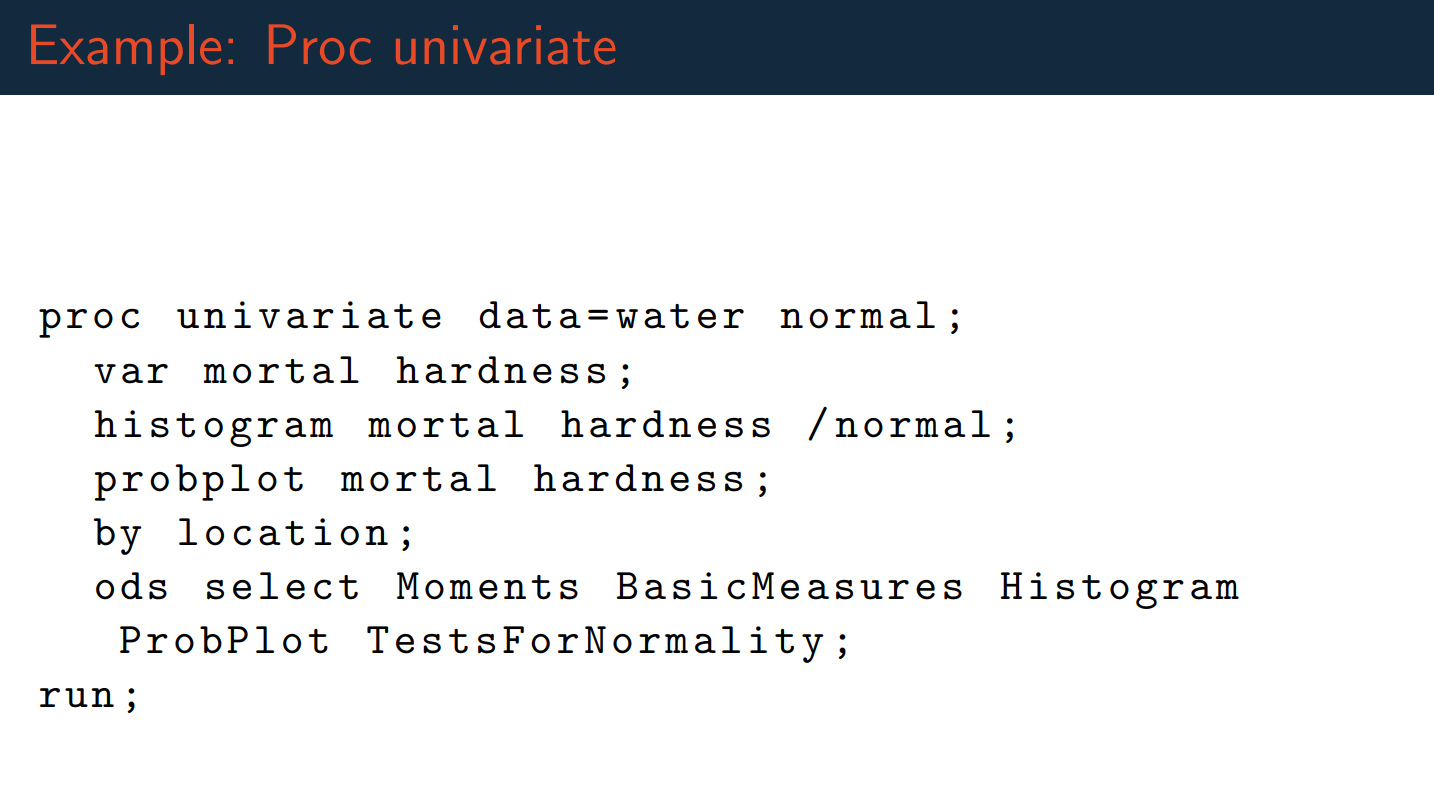 Example: Proc univariate
proc univariate data=water normal;
var mortal hardness;
histogram mortal hardness /normal;
probplot mortal hardness;
by location;
ods select Moments BasicMeasures Histogram
ProbPlot TestsForNormality;
run;